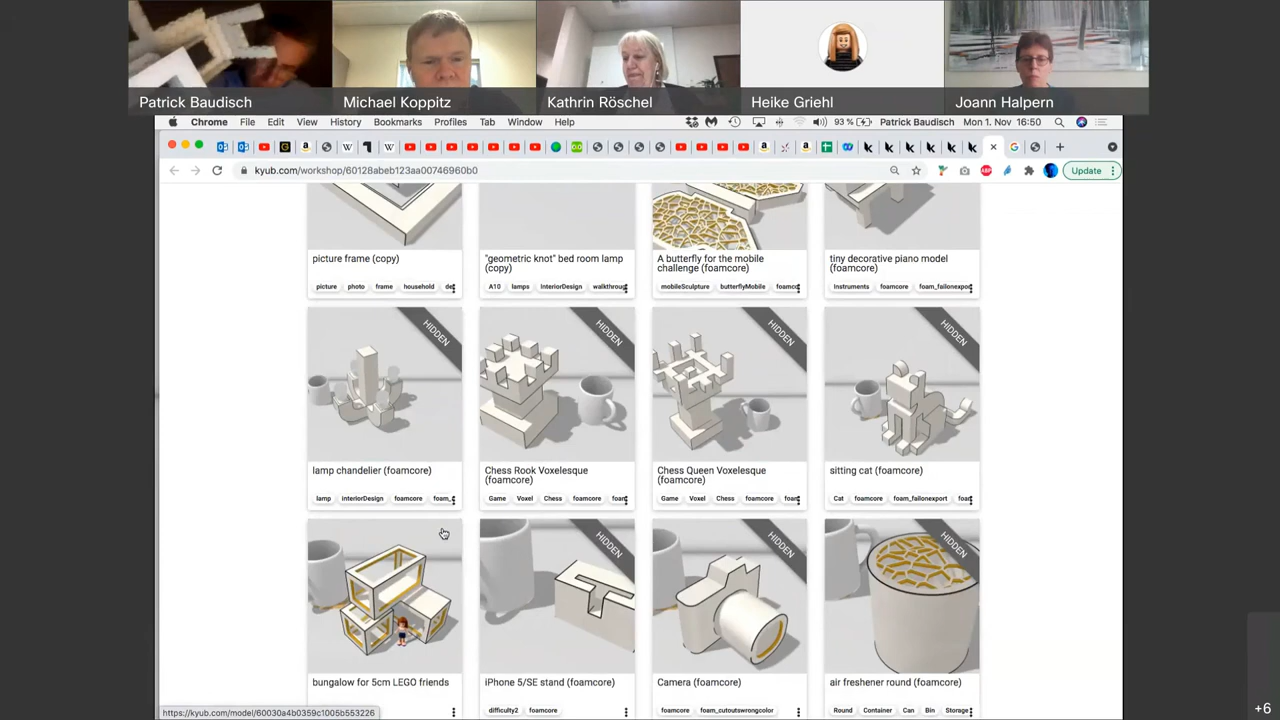 Patrick Baudisch
Michael Koppitz
Kathrin Röschel
Heike Griehl
Joann Halpern
Chrome File Edit View History Bookmarks Profiles Tab Window Help
93 % Patrick Baudisch Mon 1. Nov 16:50
kyub.com/workshop/60128abeb123aa00746960b0
Update
picture frame (copy)
picture photo frame household
"geometric knot" bed room lamp
(copy)
A10 lamps InteriorDesign
A butterfly for the mobile
challenge (foamcore)
mobileSculpture butterflyMobile
tiny decorative piano model
(foamcore)
Instruments foamcore
HIDDEN
lamp chandelier (foamcore)
lamp interiorDesign foamcore
HIDDEN
Chess Rook Voxelesque
(foamcore)
Game Voxel Chess foamcore
HIDDEN
Chess Queen Voxelesque
(foamcore)
Game Voxel Chess foamcore
HIDDEN
sitting cat (foamcore)
Cat foamcore foam_failonexport
bungalow for 5cm LEGO friends
HIDDEN
iPhone 5/SE stand (foamcore)
difficulty2 foamcore
HIDDEN
Camera (foamcore)
foamcore foam_cutoutswrongcolor
HIDDEN
air freshener round (foamcore)
Round Container Can Bin Storage
https://kyub.com/model/60030a4b0359c1005b553226
+6